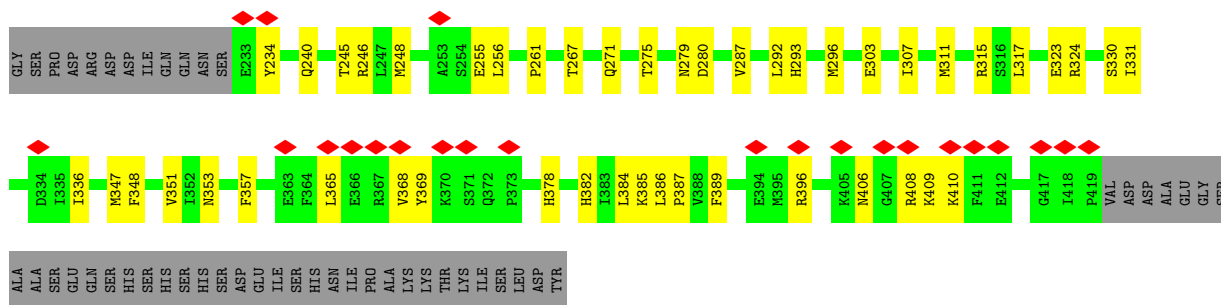 GLY SER PRO ASP ARG ASP ASP ILE GLN GLN ASN SER E233 Y234 Q240 T245 R246 L247 M248 A253 S254 E255 L256 P261 T267 Q271 T275 N279 D280 V287 L292 H293 M296 E303 I307 M311 R315 S316 L317 E323 R324 S330 I331
D334 I335 I336 M347 F348 V351 I352 N353 F357 E363 F364 L365 E366 R367 V368 Y369 K370 S371 Q372 P373 H378 H382 I383 L384 K385 L386 P387 V388 F389 E394 M395 R396 K405 N406 G407 R408 K409 K410 F411 E412 G417 I418 P419 VAL ASP ASP ALA GLU GLY SER
ALA ALA SER GLU GLN SER HIS SER HIS SER HIS SER ASP GLU ILE SER HIS ASN ILE PRO ALA LYS LYS THR LYS ILE SER LEU ASP TYR